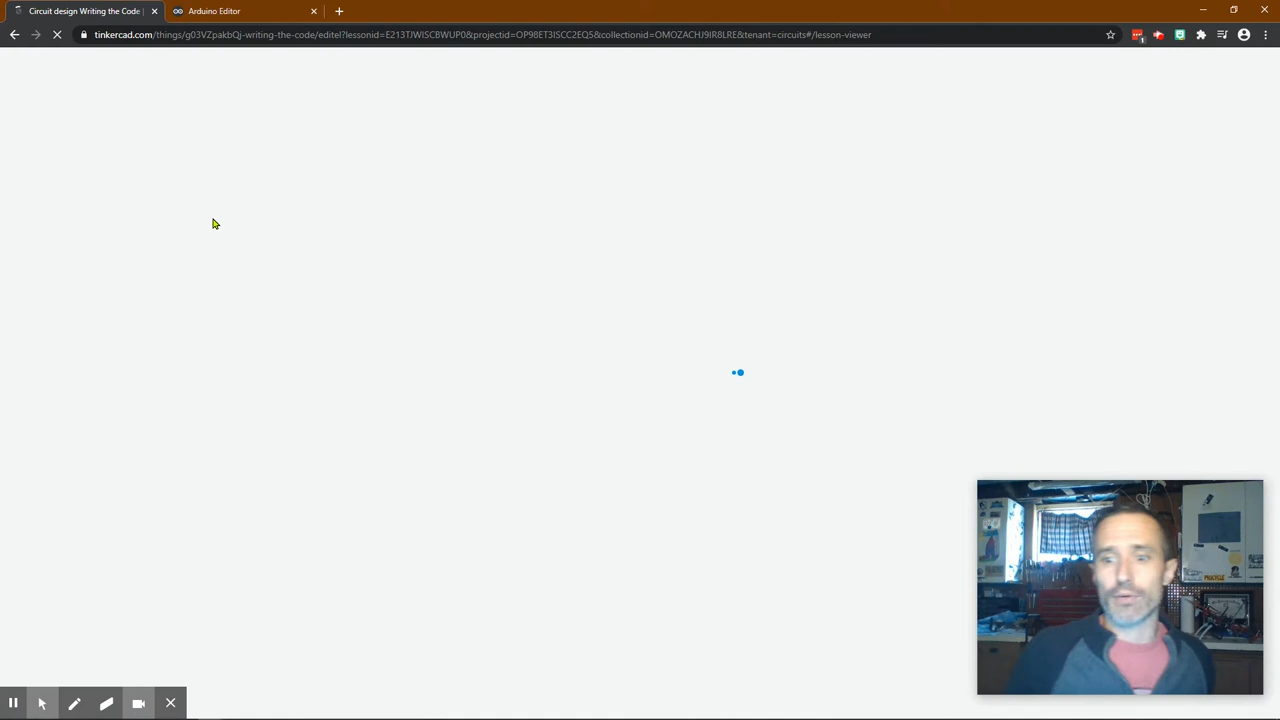 Circuit design Writing the Code |
Arduino Editor
tinkercad.com/things/g03VZpakbQj-writing-the-code/editel?lessonid=E213TJWISCBWUP0&projectid=OP98ET3ISCC2EQ5&collectionid=OMOZACHJ9IR8LRE&tenant=circuits#/lesson-viewer